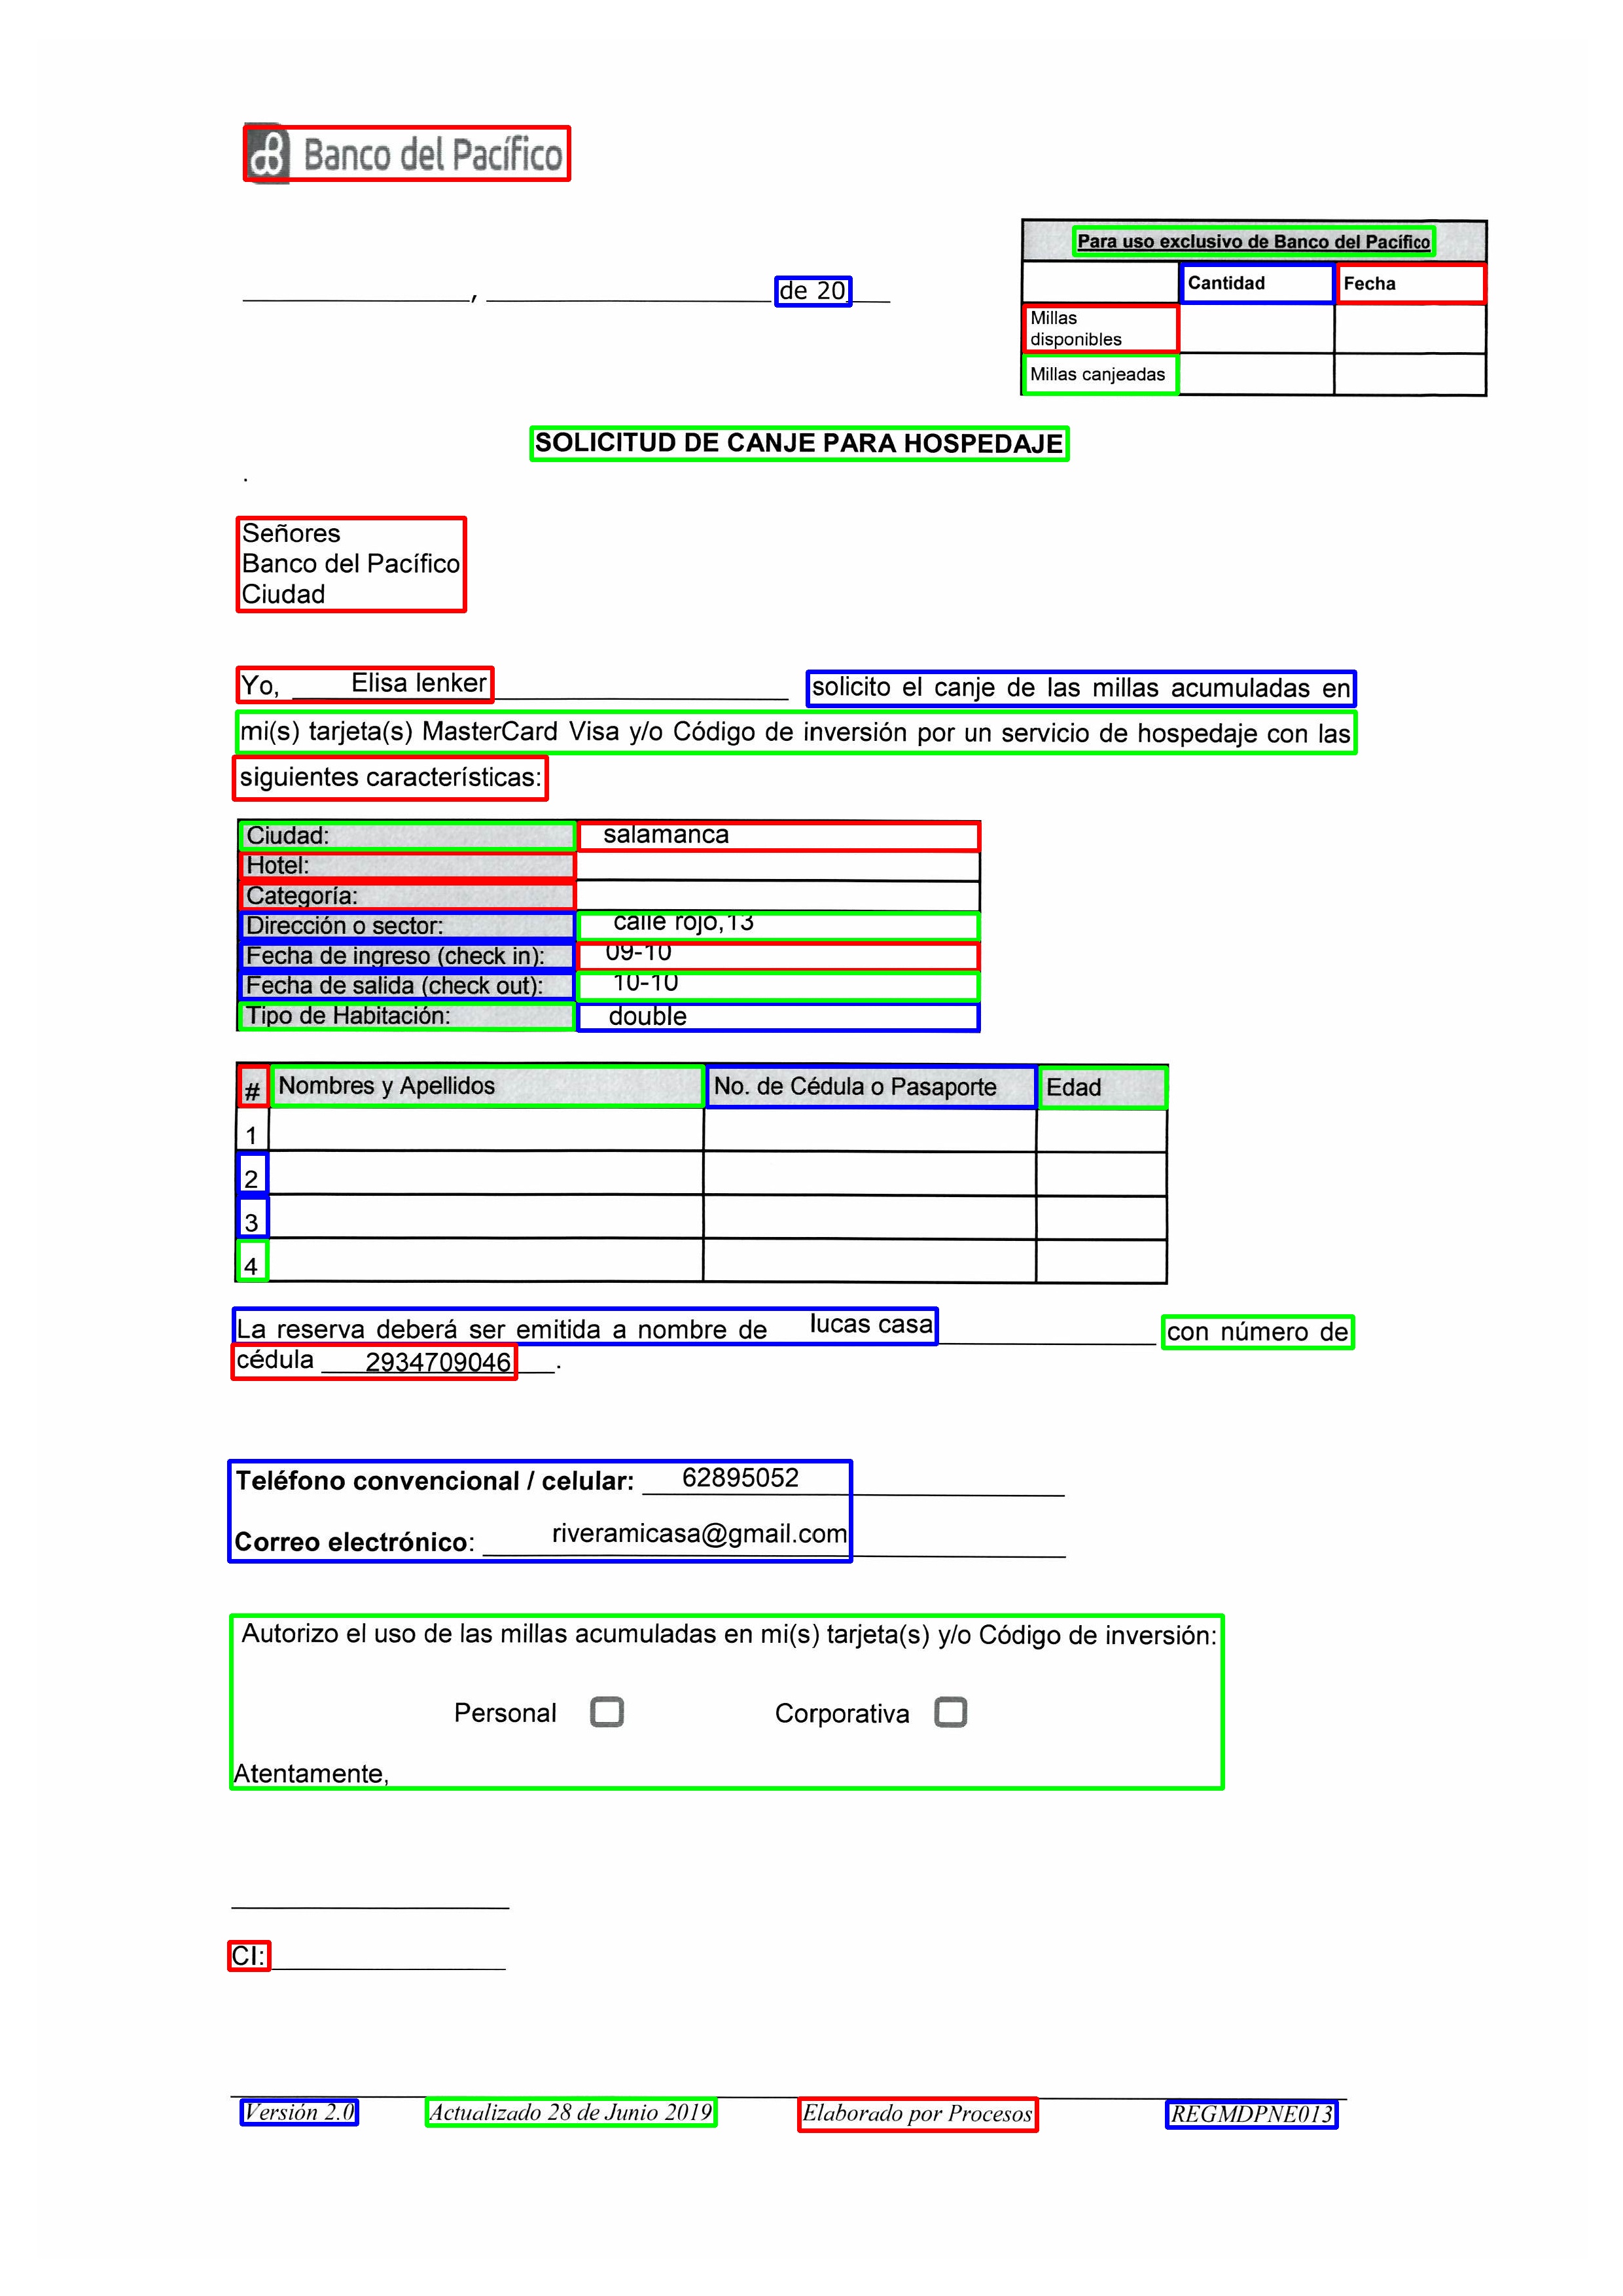 Banco del Pacífico
Para uso exclusivo de Banco del Pacífico
Cantidad Fecha
, de 20
Millas
disponibles
Millas canjeadas
SOLICITUD DE CANJE PARA HOSPEDAJE
.
Señores
Banco del Pacífico
Ciudad
Yo, Elisa lenker solicito el canje de las millas acumuladas en
mi(s) tarjeta(s) MasterCard Visa y/o Código de inversión por un servicio de hospedaje con las
siguientes características:
Ciudad: salamanca
Hotel:
Categoría:
Dirección o sector: calle rojo,13
Fecha de ingreso (check in): 09-10
Fecha de salida (check out): 10-10
Tipo de Habitación: double
# Nombres y Apellidos No. de Cédula o Pasaporte Edad
1
2
3
4
La reserva deberá ser emitida a nombre de lucas casa con número de
cédula 2934709046.
Teléfono convencional / celular: 62895052
Correo electrónico: riveramicasa@gmail.com
Autorizo el uso de las millas acumuladas en mi(s) tarjeta(s) y/o Código de inversión:
Personal Corporativa
Atentamente,
CI:
Versión 2.0 Actualizado 28 de Junio 2019 Elaborado por Procesos REGMDPNE013